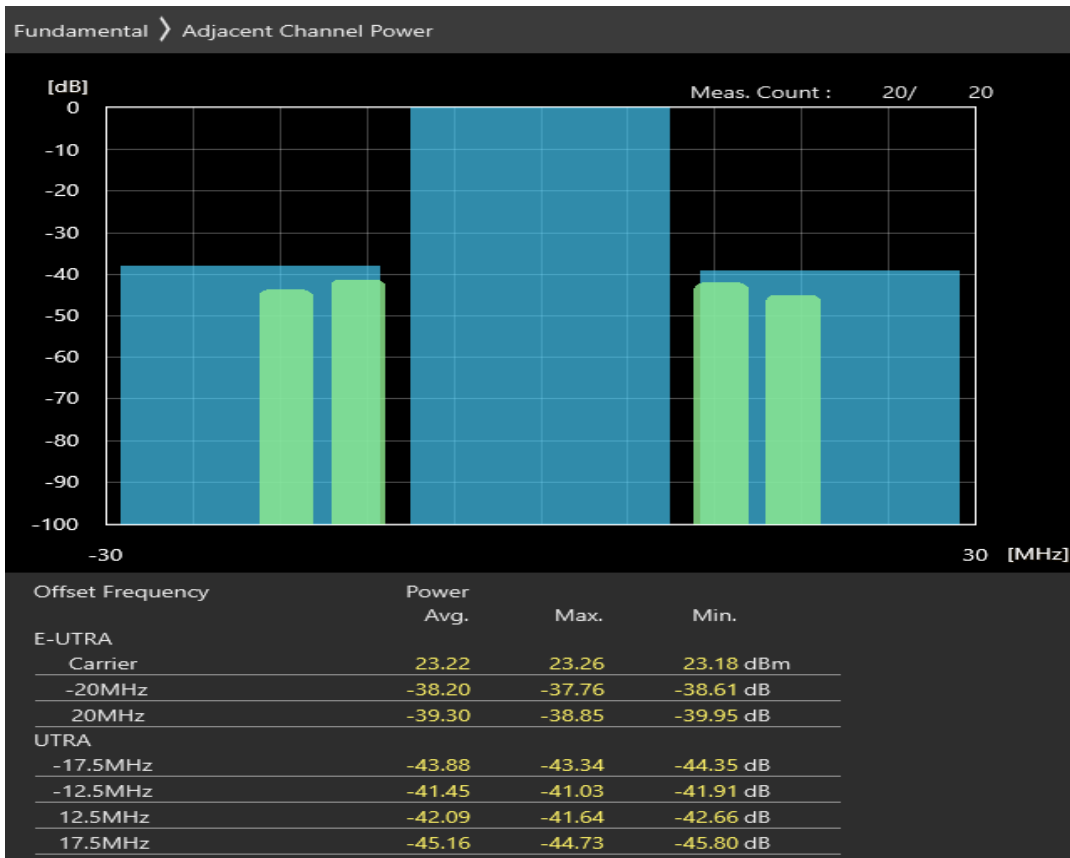 Fundamental 〉 Adjacent Channel Power
[dB]
Meas. Count : 20/ 20
0
-10
-20
-30
-40
-50
-60
-70
-80
-90
-100
-30 30 [MHz]
Offset Frequency Power
Avg. Max. Min.
E-UTRA
Carrier 23.22 23.26 23.18 dBm
-20MHz -38.20 -37.76 -38.61 dB
20MHz -39.30 -38.85 -39.95 dB
UTRA
-17.5MHz -43.88 -43.34 -44.35 dB
-12.5MHz -41.45 -41.03 -41.91 dB
12.5MHz -42.09 -41.64 -42.66 dB
17.5MHz -45.16 -44.73 -45.80 dB